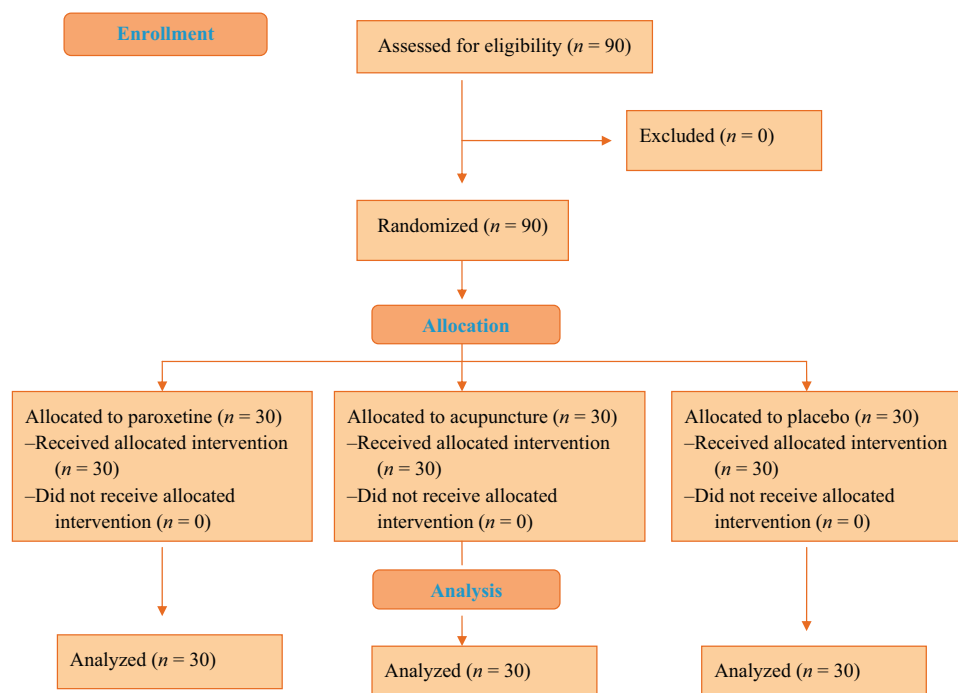 Enrollment
Assessed for eligibility (n = 90)
Excluded (n = 0)
Randomized (n = 90)
Allocation
Allocated to paroxetine (n = 30)
–Received allocated intervention
(n = 30)
–Did not receive allocated
intervention (n = 0)
Allocated to acupuncture (n = 30)
–Received allocated intervention
(n = 30)
–Did not receive allocated
intervention (n = 0)
Allocated to placebo (n = 30)
–Received allocated intervention
(n = 30)
–Did not receive allocated
intervention (n = 0)
Analysis
Analyzed (n = 30)
Analyzed (n = 30)
Analyzed (n = 30)